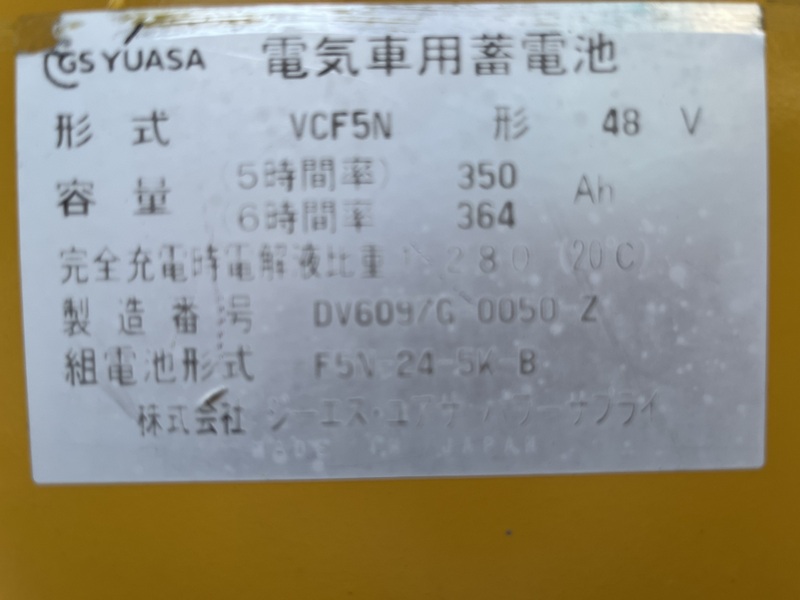 GS YUASA 電気車用蓄電池
形式 VCF5N 形 48 V
容量 (5時間率) 350 Ah
(6時間率 364
完全充電時電解液比重 1.280 (20℃)
製造番号 0050 Z
組電池形式 F5N 24 5K B
株式会社 ジーエス・ユアサ パワーサプライ
MADE IN JAPAN